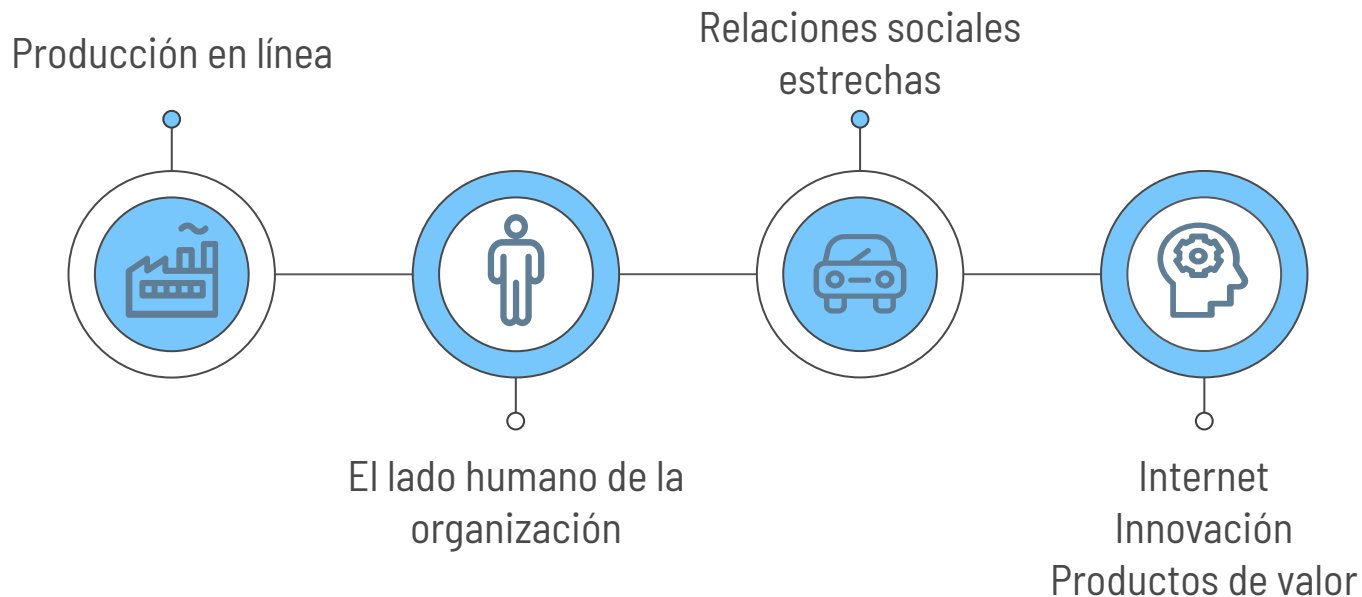 Producción en línea
El lado humano de la
organización
Relaciones sociales
estrechas
Internet
Innovación
Productos de valor